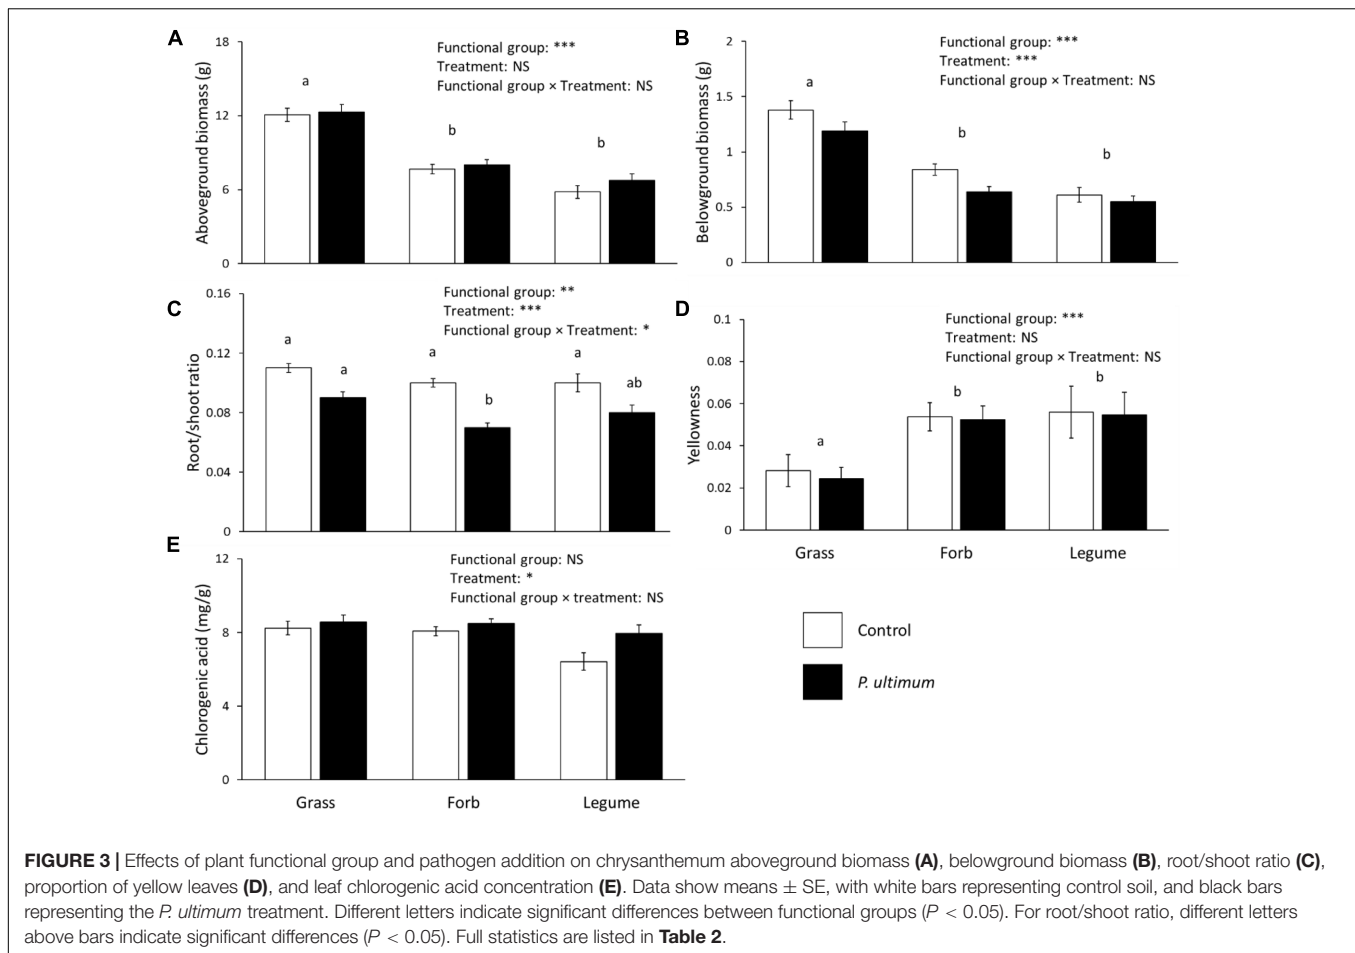 A
18
12
6
0
Aboveground biomass (g)
Functional group: ***
Treatment: NS
Functional group × Treatment: NS
a
b
b
B
2
1.5
1
0.5
0
Belowground biomass (g)
Functional group: ***
Treatment: ***
Functional group × Treatment: NS
a
b
b
C
0.16
0.12
0.08
0.04
0
Root/shoot ratio
Functional group: **
Treatment: ***
Functional group × Treatment: *
a
a
a
b
a
ab
D
0.1
0.08
0.06
0.04
0.02
0
Yellowness
Functional group: ***
Treatment: NS
Functional group × Treatment: NS
a
b
b
Grass Forb Legume
E
12
8
4
0
Chlorogenic acid (mg/g)
Functional group: NS
Treatment: *
Functional group × treatment: NS
Grass Forb Legume
Control
P. ultimum
FIGURE 3 | Effects of plant functional group and pathogen addition on chrysanthemum aboveground biomass (A), belowground biomass (B), root/shoot ratio (C),
proportion of yellow leaves (D), and leaf chlorogenic acid concentration (E). Data show means ± SE, with white bars representing control soil, and black bars
representing the P. ultimum treatment. Different letters indicate significant differences between functional groups (P < 0.05). For root/shoot ratio, different letters
above bars indicate significant differences (P < 0.05). Full statistics are listed in Table 2.